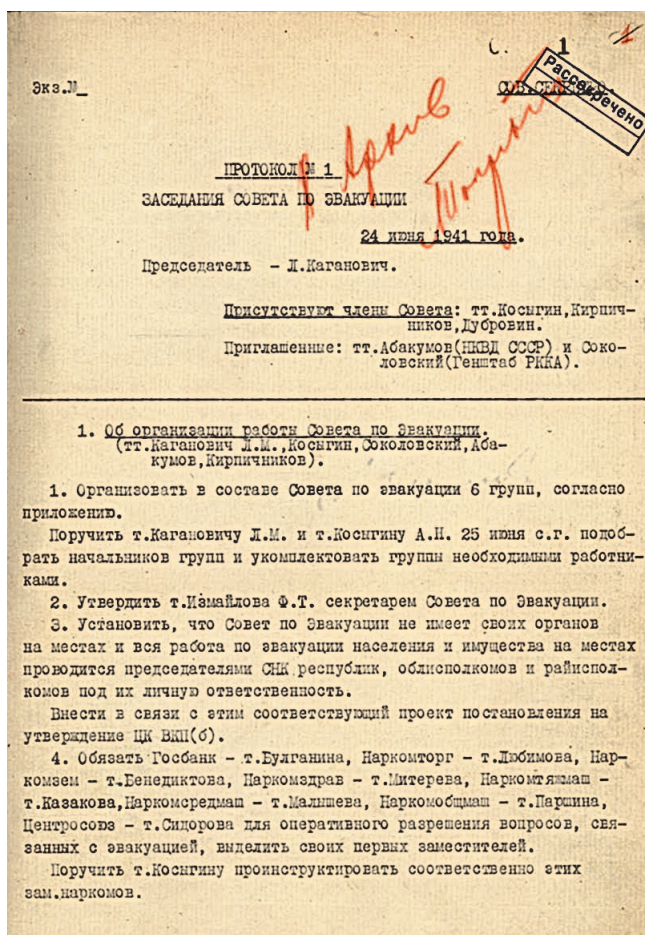 С. 1 1
Экз.№_
СОВ.СЕКРЕТНО.
Рассекречено
в Архив
ПРОТОКОЛ № 1
ЗАСЕДАНИЯ СОВЕТА ПО ЭВАКУАЦИИ
24 июня 1941 года.
Председатель - Л.Каганович.
Присутствуют члены Совета: тт.Косыгин,Кирпич-
ников,Дубровин.
Приглашенные: тт.Абакумов(НКВД СССР) и Соко-
ловский(Генштаб РККА).
1. Об организации работы Совета по Эвакуации.
(тт.Каганович Л.М.,Косыгин,Соколовский,Аба-
кумов,Кирпичников).
1. Организовать в составе Совета по эвакуации 6 групп, согласно
приложению.
Поручить т.Кагановичу Л.М. и т.Косыгину А.Н. 25 июня с.г. подоб-
рать начальников групп и укомплектовать группы необходимыми работни-
ками.
2. Утвердить т.Измайлова Ф.Т. секретарем Совета по Эвакуации.
3. Установить, что Совет по Эвакуации не имеет своих органов
на местах и вся работа по эвакуации населения и имущества на местах
проводится председателями СНК республик, облисполкомов и райиспол-
комов под их личную ответственность.
Внести в связи с этим соответствующий проект постановления на
утверждение ЦК ВКП(б).
4. Обязать Госбанк - т.Булганина, Наркомторг - т.Любимова, Нар-
комзем - т.Бенедиктова, Наркомздрав - т.Митерева, Наркомтяжмаш -
т.Казакова,Наркомсредмаш - т.Малышева, Наркомобщмаш - т.Паршина,
Центросоюз - т.Сидорова для оперативного разрешения вопросов, свя-
занных с эвакуацией, выделить своих первых заместителей.
Поручить т.Косыгину проинструктировать соответственно этих
зам.наркомов.